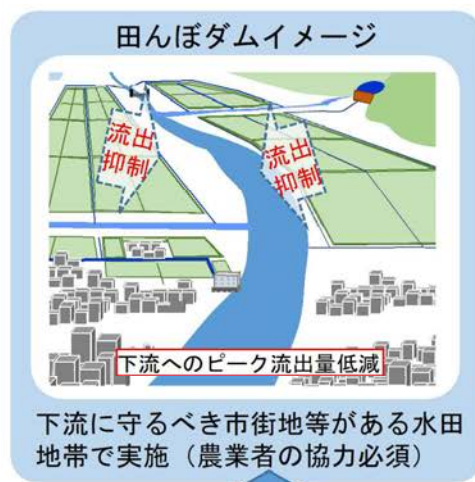 田んぼダムイメージ
流出
抑制
流出
抑制
下流へのピーク流出量低減
下流に守るべき市街地等がある水田
地帯で実施（農業者の協力必須）